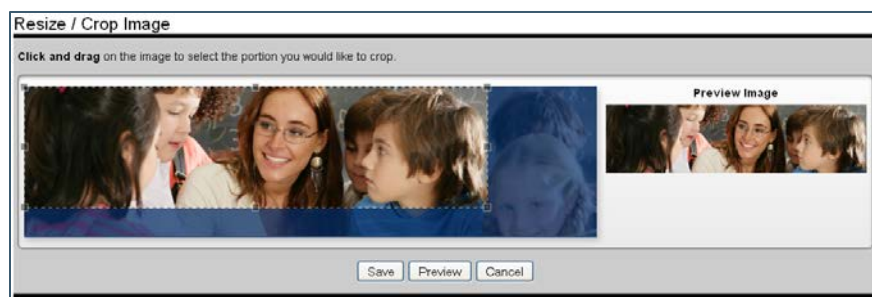 Resize / Crop Image
Click and drag on the image to select the portion you would like to crop.
Preview Image
Save Preview Cancel